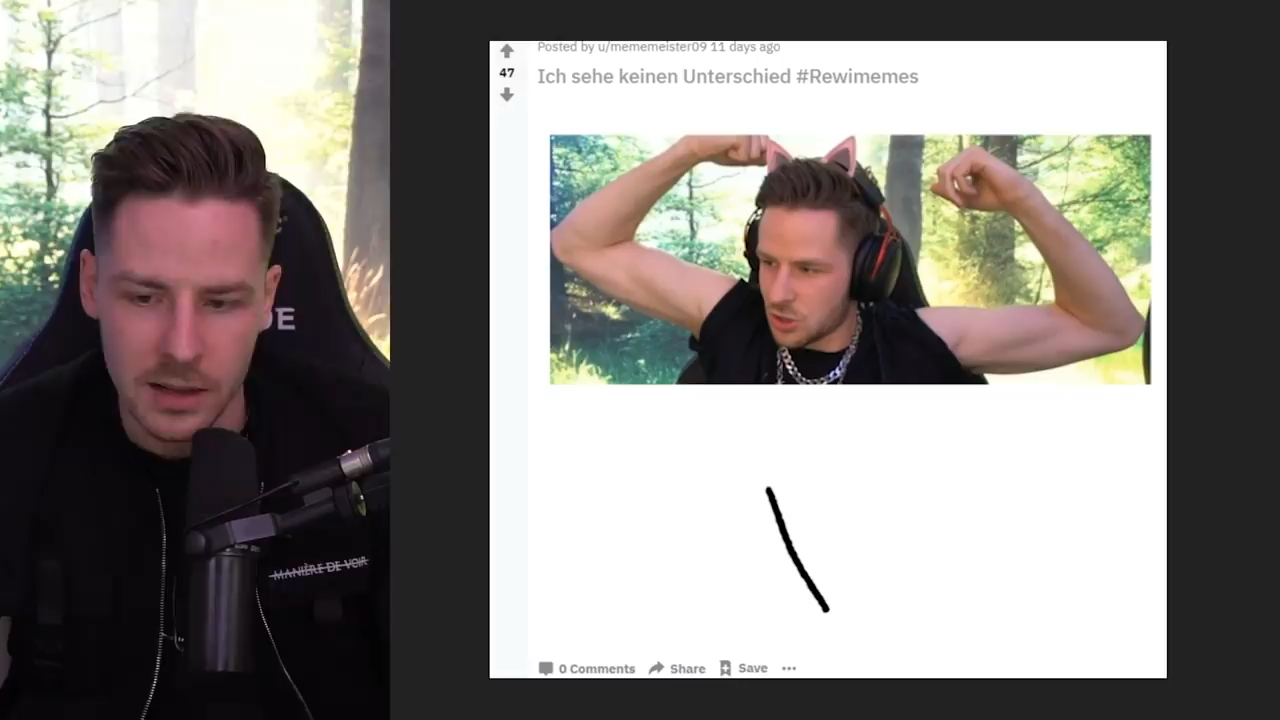 Posted by u/mememeister09 11 days ago
47
Ich sehe keinen Unterschied #Rewimemes
UE
MANIÈRE DE VOIR
0 Comments Share Save